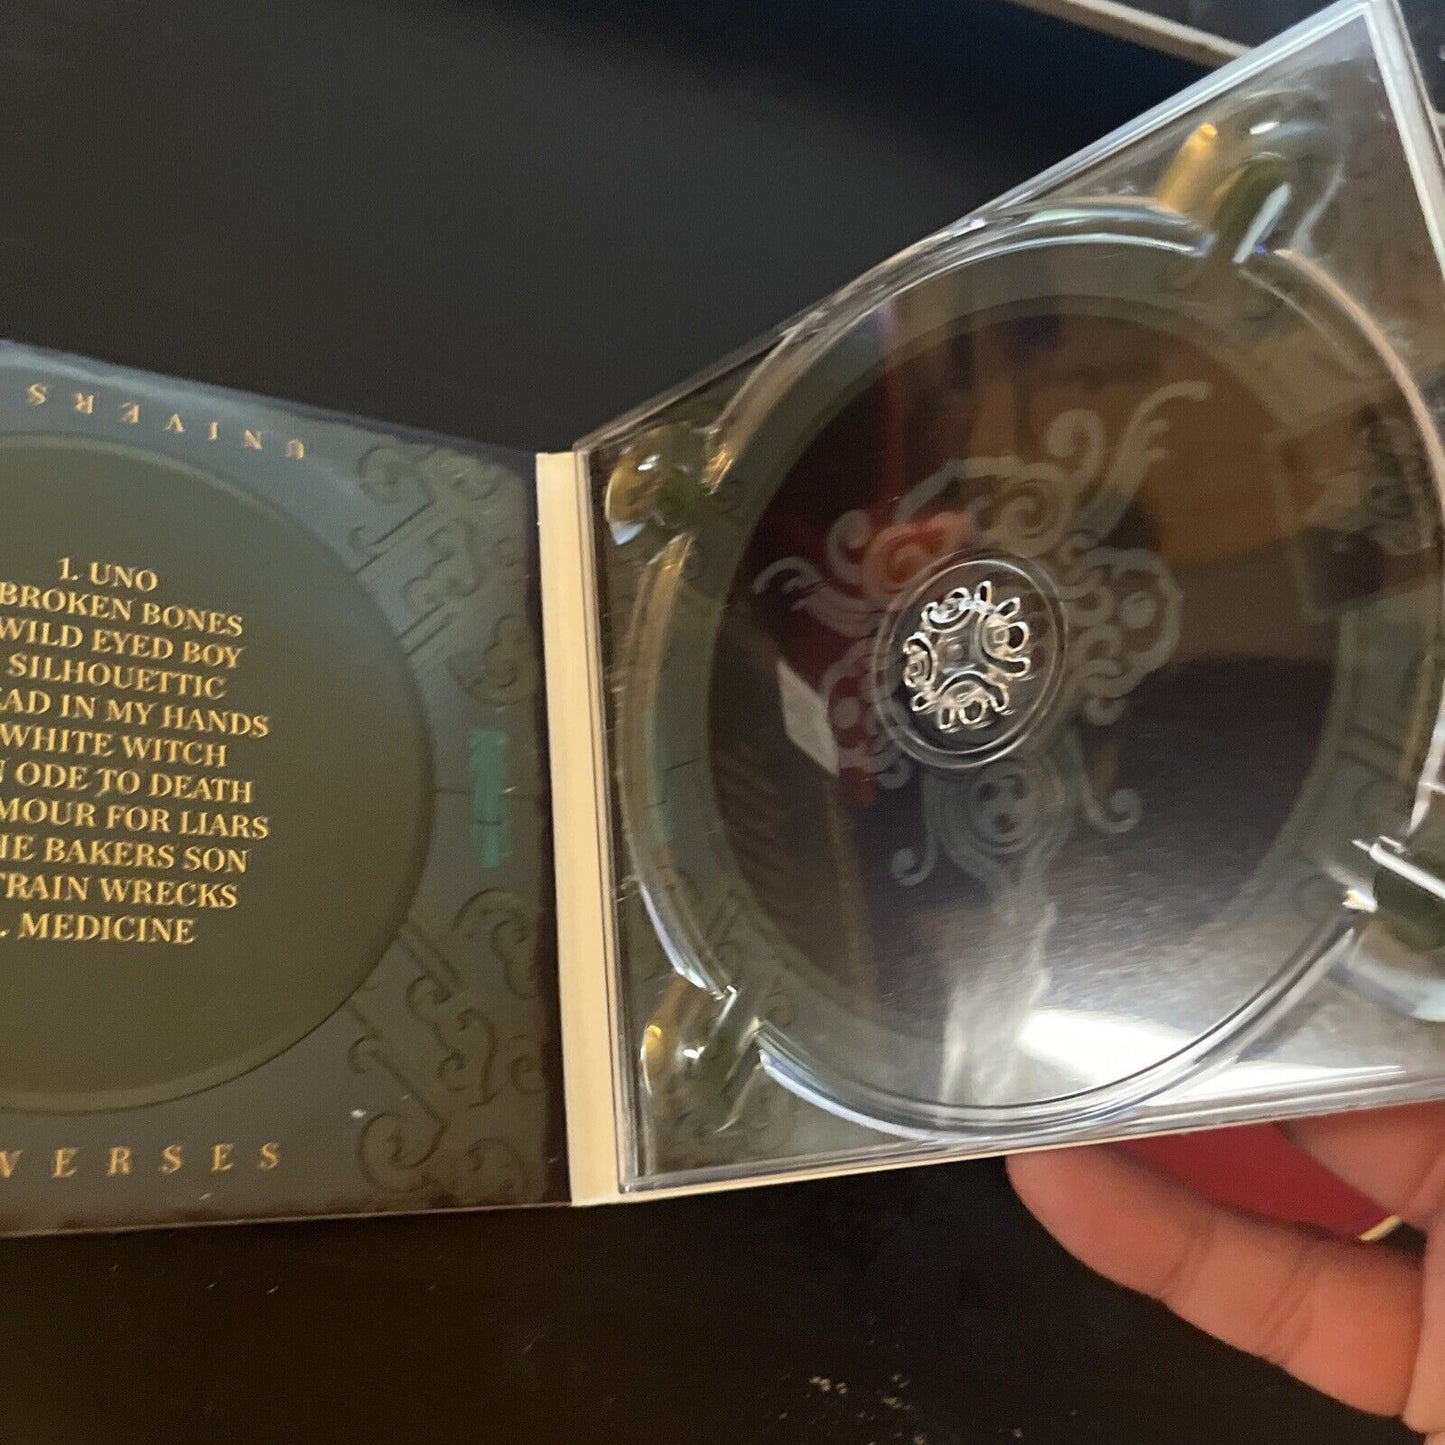 UNIVERS
1. UNO
BROKEN BONES
WILD EYED BOY
SILHOUETTIC
EAD IN MY HANDS
WHITE WITCH
N ODE TO DEATH
MOUR FOR LIARS
HE BAKERS SON
TRAIN WRECKS
. MEDICINE
VERSES